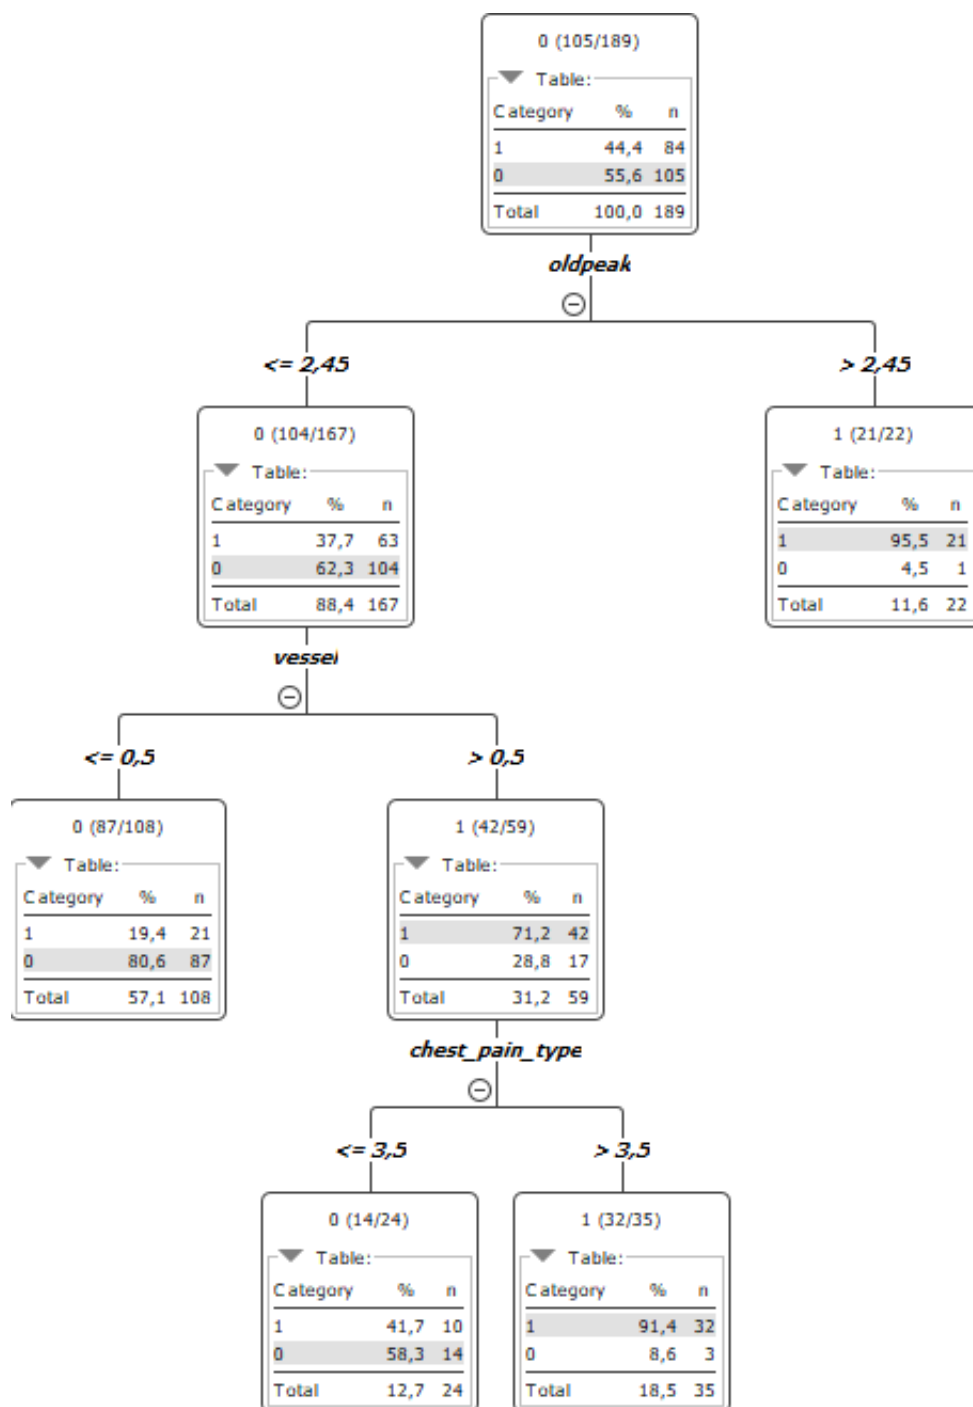 0 (105/189)
Table:
Category % n
1 44,4 84
0 55,6 105
Total 100,0 189
oldpeak
<= 2,45
> 2,45
0 (104/167)
Table:
Category % n
1 37,7 63
0 62,3 104
Total 88,4 167
1 (21/22)
Table:
Category % n
1 95,5 21
0 4,5 1
Total 11,6 22
vessel
<= 0,5
> 0,5
0 (87/108)
Table:
Category % n
1 19,4 21
0 80,6 87
Total 57,1 108
1 (42/59)
Table:
Category % n
1 71,2 42
0 28,8 17
Total 31,2 59
chest_pain_type
<= 3,5
> 3,5
0 (14/24)
Table:
Category % n
1 41,7 10
0 58,3 14
Total 12,7 24
1 (32/35)
Table:
Category % n
1 91,4 32
0 8,6 3
Total 18,5 35